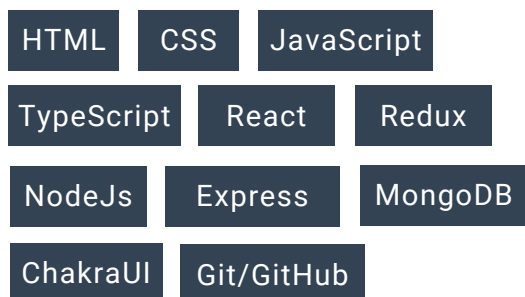 HTML CSS JavaScript
TypeScript React Redux
NodeJs Express MongoDB
ChakraUI Git/GitHub